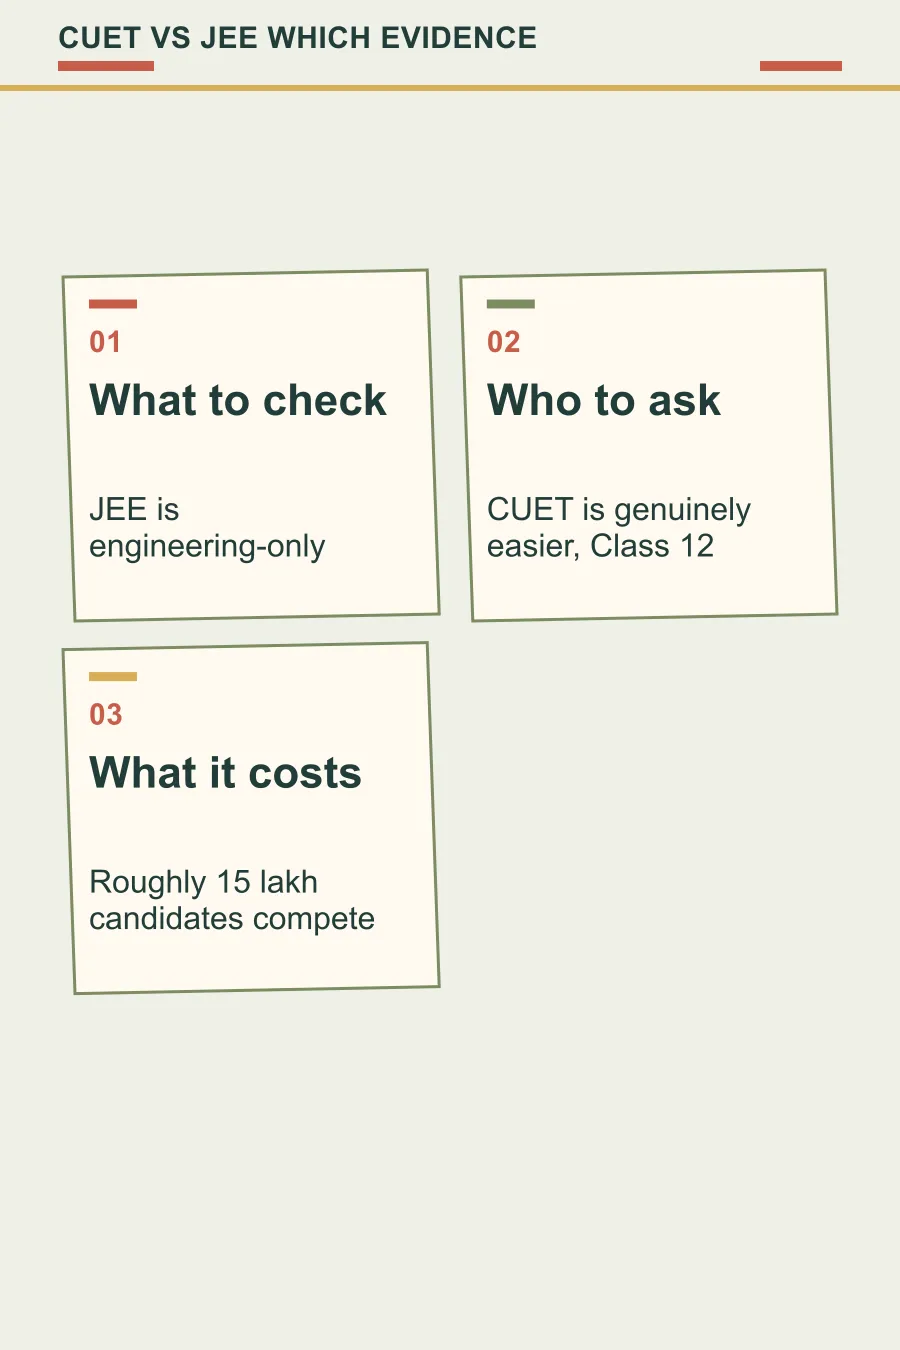 CUET VS JEE WHICH EVIDENCE
01
What to check
JEE is
engineering-only
02
Who to ask
CUET is genuinely
easier, Class 12
03
What it costs
Roughly 15 lakh
candidates compete